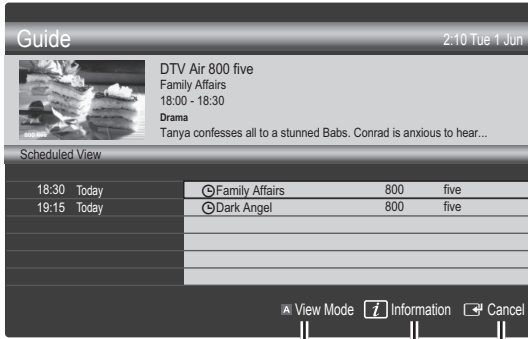 Guide 2:10 Tue 1 Jun
DTV Air 800 five
Family Affairs
18:00 - 18:30
Drama
Tanya confesses all to a stunned Babs. Conrad is anxious to hear...
800 five
Scheduled View
18:30 Today Family Affairs 800 five
19:15 Today Dark Angel 800 five
A View Mode i Information Cancel